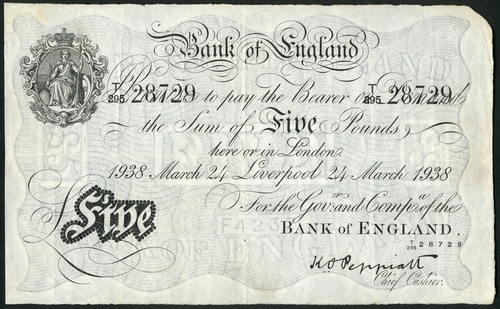 Bank of England
T/295 28729 to pay the Bearer on T/295 28729
the Sum of Five Pounds
here or in London.
1938 March 24 Liverpool 24 March 1938
For the Govr. and Compa. of the
BANK OF ENGLAND.
£ Five
T/295 28729
K O Peppiatt
Chief Cashier.